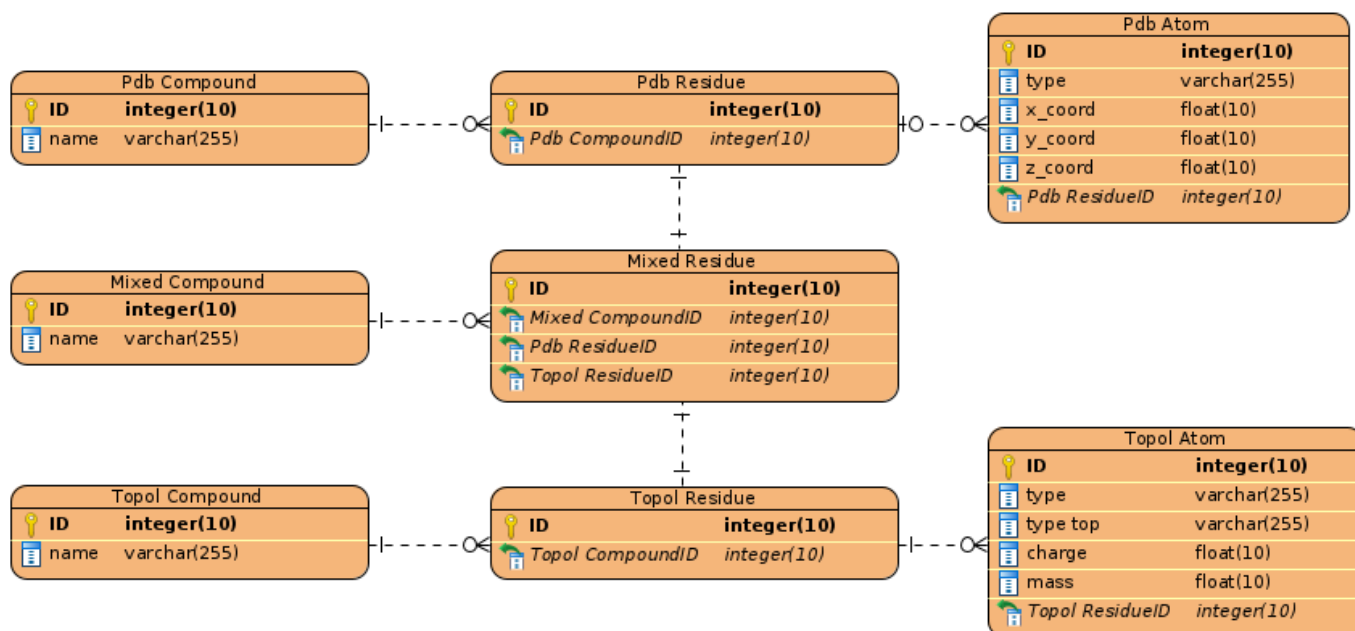 Pdb Compound
ID integer(10)
name varchar(255)
Pdb Residue
ID integer(10)
Pdb CompoundID integer(10)
Pdb Atom
ID integer(10)
type varchar(255)
x_coord float(10)
y_coord float(10)
z_coord float(10)
Pdb ResidueID integer(10)
Mixed Compound
ID integer(10)
name varchar(255)
Mixed Residue
ID integer(10)
Mixed CompoundID integer(10)
Pdb ResidueID integer(10)
Topol ResidueID integer(10)
Topol Compound
ID integer(10)
name varchar(255)
Topol Residue
ID integer(10)
Topol CompoundID integer(10)
Topol Atom
ID integer(10)
type varchar(255)
type top varchar(255)
charge float(10)
mass float(10)
Topol ResidueID integer(10)